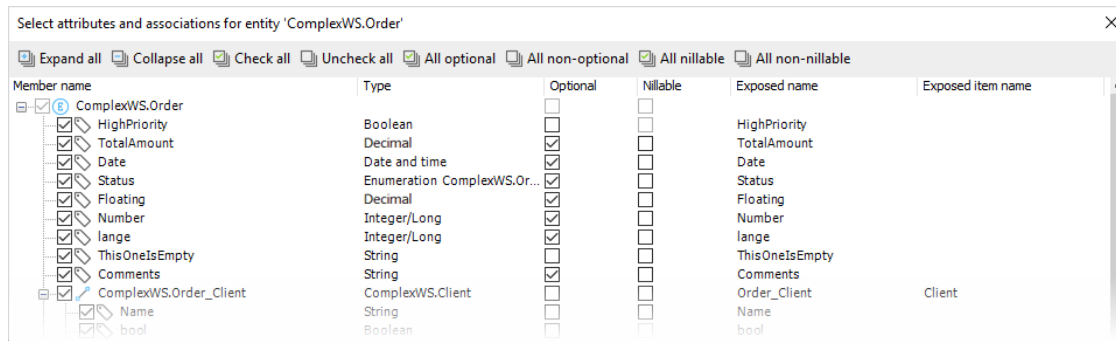 Select attributes and associations for entity 'ComplexWS.Order'
Expand all Collapse all Check all Uncheck all All optional All non-optional All nillable All non-nillable
Member name Type Optional Nillable Exposed name Exposed item name
ComplexWS.Order
HighPriority Boolean HighPriority
TotalAmount Decimal TotalAmount
Date Date and time Date
Status Enumeration ComplexWS.Or... Status
Floating Decimal Floating
Number Integer/Long Number
lange Integer/Long lange
ThisOneIsEmpty String ThisOneIsEmpty
Comments String Comments
ComplexWS.Order_Client ComplexWS.Client Order_Client Client
Name String Name
bool Boolean bool